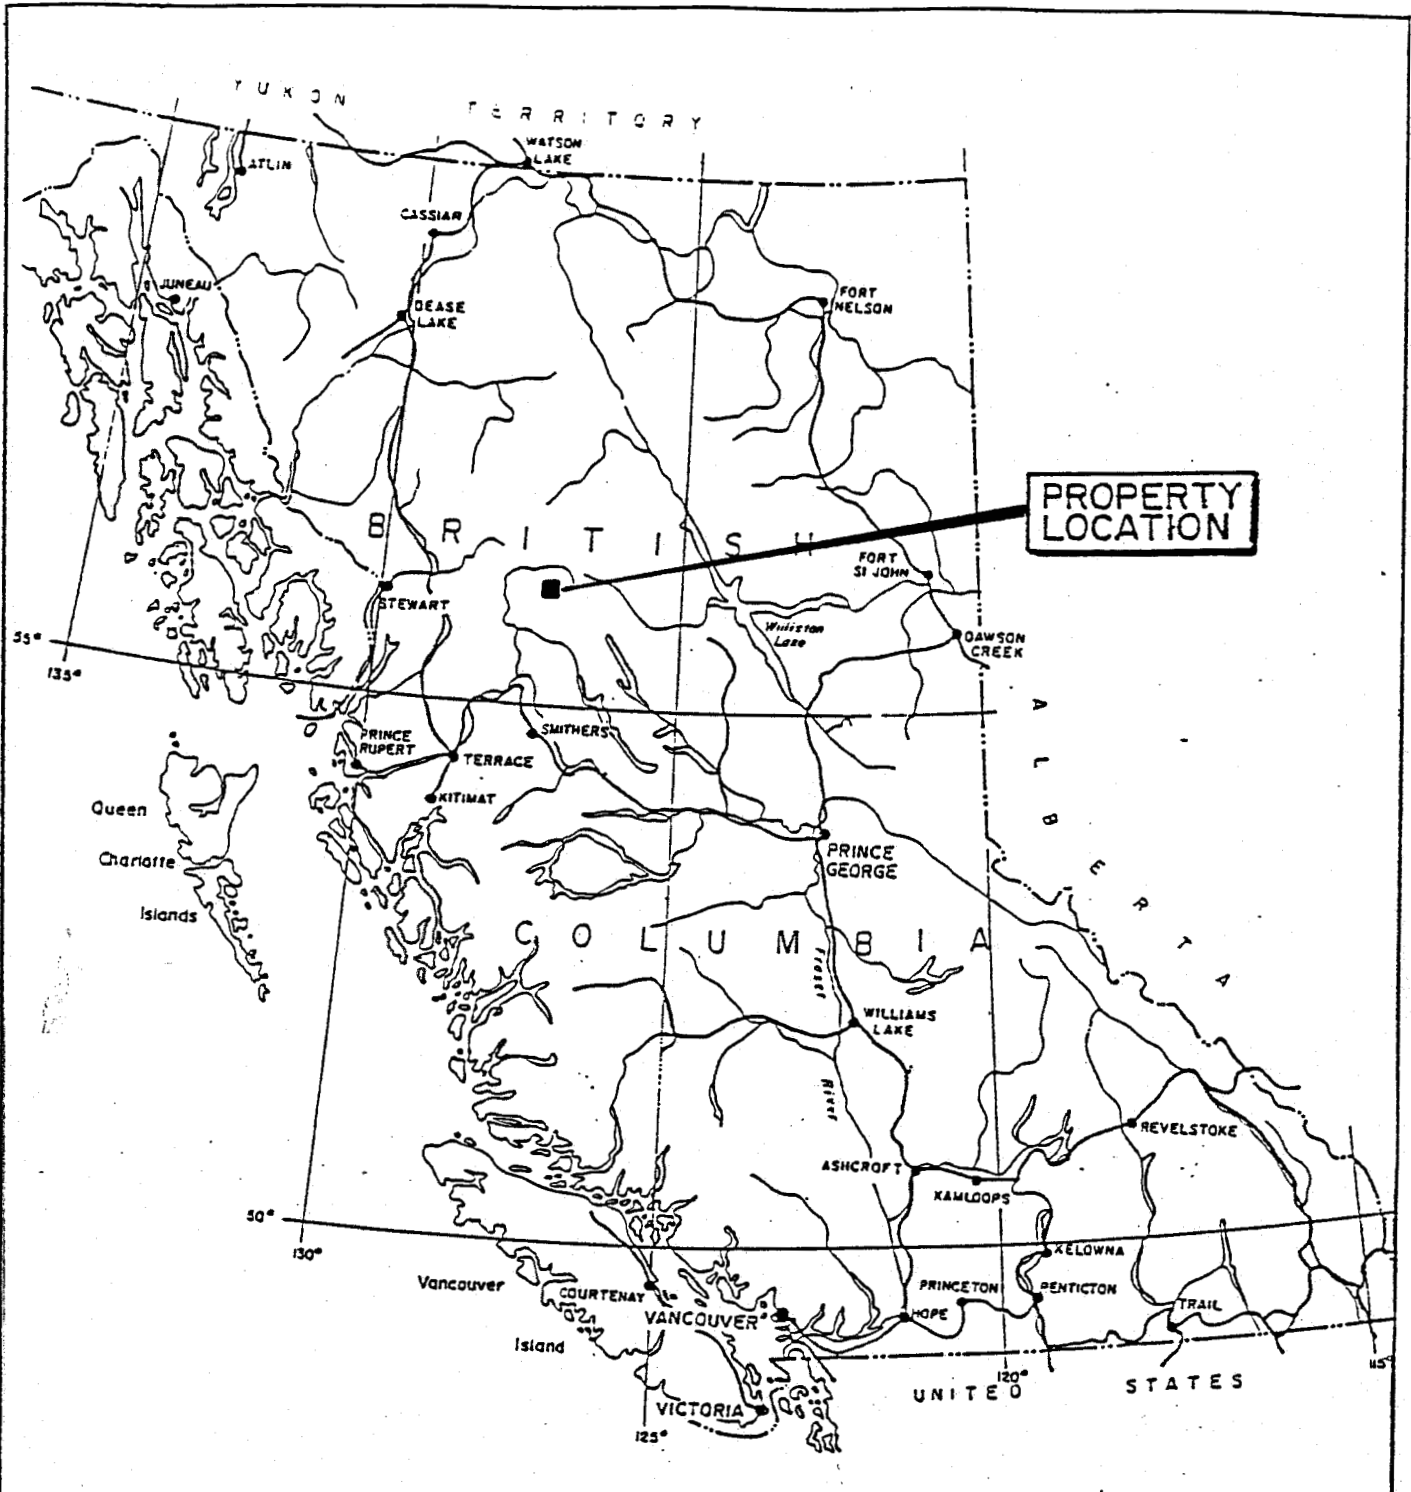 YUKON TERRITORY
WATSON
LAKE
ATLIN
CASSIAR
JUNEAU
DEASE
LAKE
FORT
NELSON
PROPERTY
LOCATION
BRITISH
FORT
ST JOHN
STEWART
Williston
Lake
DAWSON
CREEK
55°
135°
ALBERTA
PRINCE
RUPERT
SMITHERS
TERRACE
KITIMAT
Queen
Charlotte
Islands
PRINCE
GEORGE
COLUMBIA
Fraser
River
WILLIAMS
LAKE
REVELSTOKE
ASHCROFT
KAMLOOPS
50°
130°
KELOWNA
Vancouver
Island
COURTENAY
VANCOUVER
PRINCETON
PENTICTON
HOPE
TRAIL
VICTORIA
125°
120°
115°
UNITED STATES